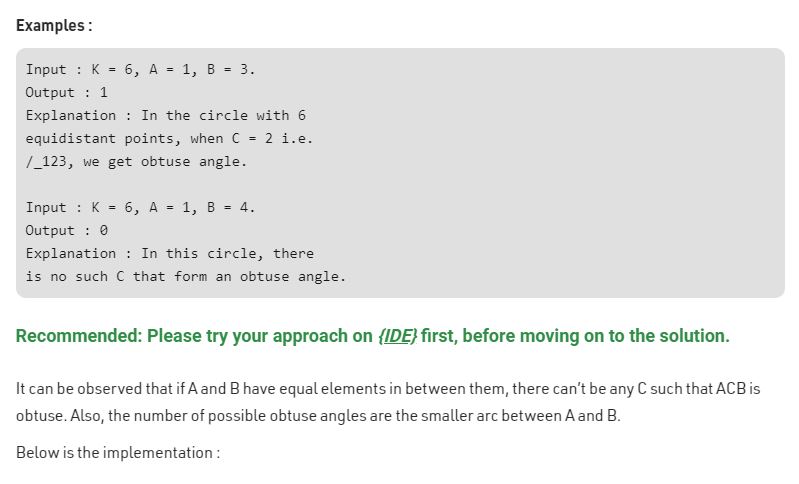 Examples :
Input : K = 6, A = 1, B = 3.
Output : 1
Explanation : In the circle with 6
equidistant points, when C = 2 i.e.
/_123, we get obtuse angle.
Input : K = 6, A = 1, B = 4.
Output : 0
Explanation : In this circle, there
is no such C that form an obtuse angle.
Recommended: Please try your approach on {IDE} first, before moving on to the solution.
It can be observed that if A and B have equal elements in between them, there can’t be any C such that ACB is
obtuse. Also, the number of possible obtuse angles are the smaller arc between A and B.
Below is the implementation :